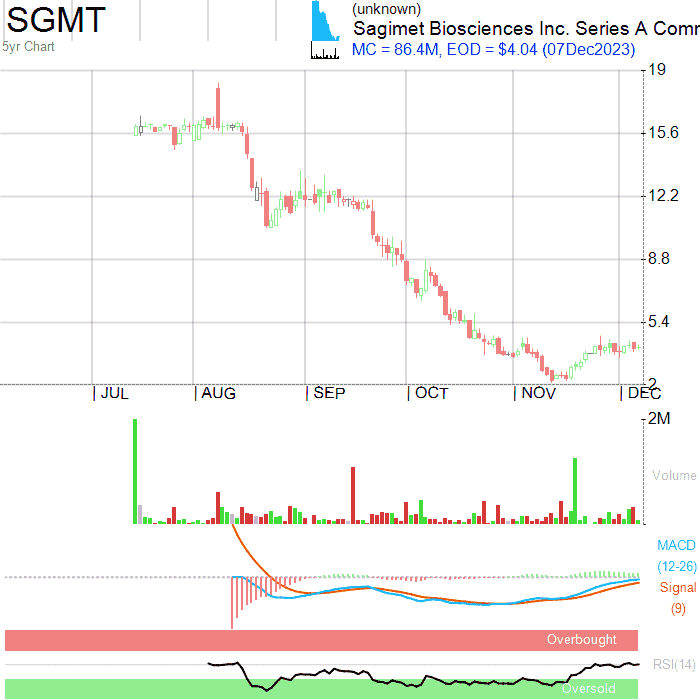 SGMT
5yr Chart
(unknown)
Sagimet Biosciences Inc. Series A Comm
MC = 86.4M, EOD = $4.04 (07Dec2023)
19
15.6
12.2
8.8
5.4
2
JUL AUG SEP OCT NOV DEC
2M
Volume
MACD
(12-26)
Signal
(9)
Overbought
RSI(14)
Oversold